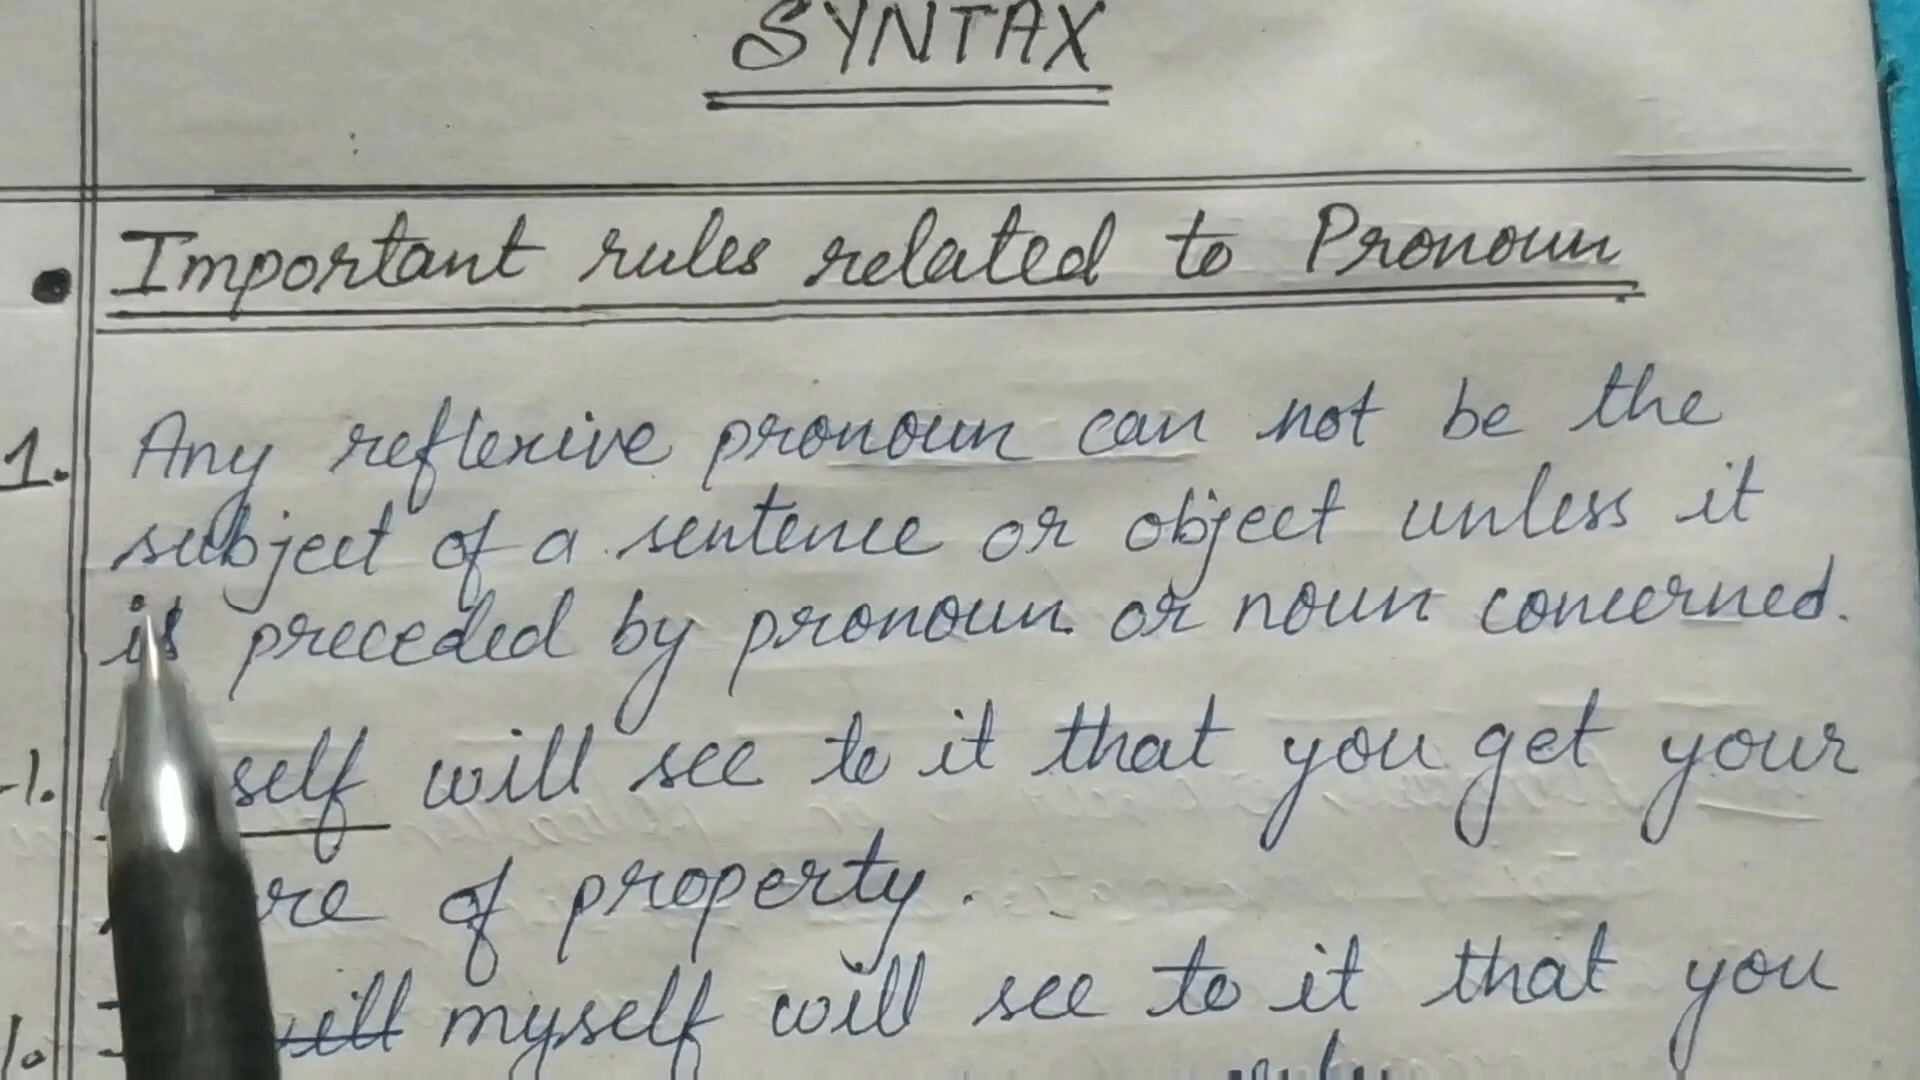 SYNTAX
• Important rules related to Pronoun
1. Any reflexive pronoun can not be the
subject of a sentence or object unless it
is preceded by pronoun or noun concerned.
self will see to it that you get your
re of property.
will myself will see to it that you